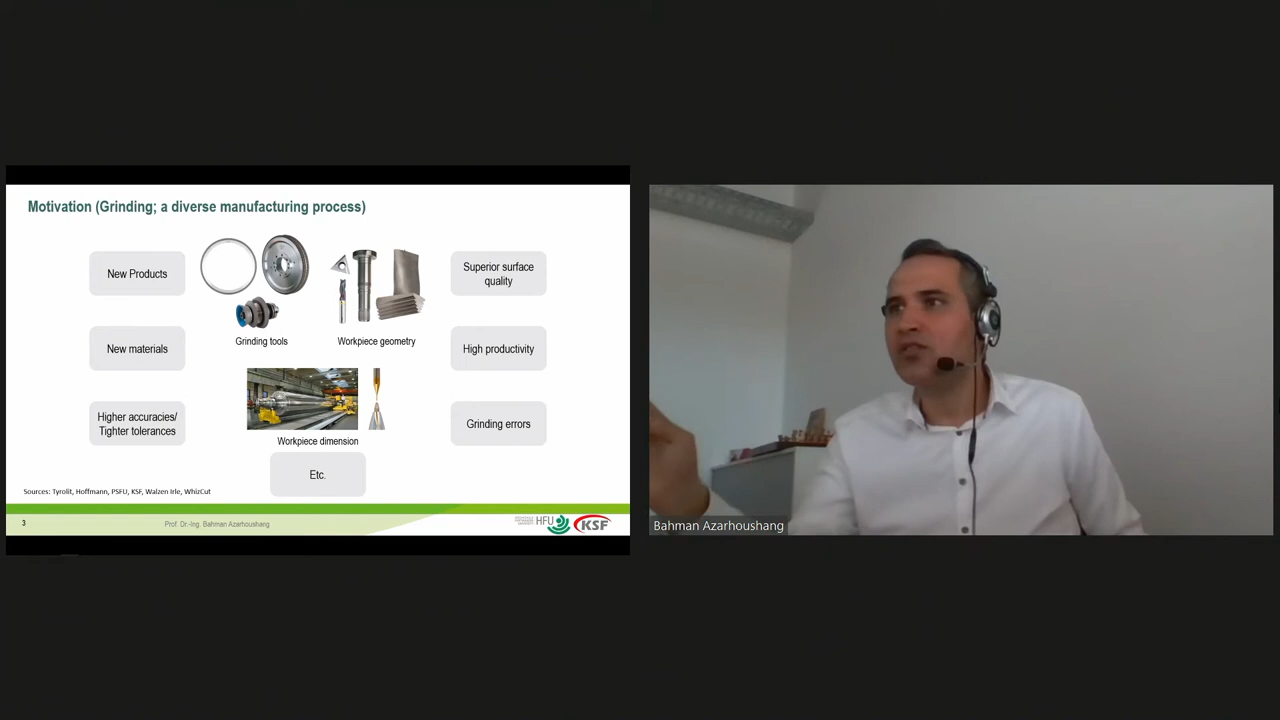 Motivation (Grinding; a diverse manufacturing process)
New Products
New materials
Higher accuracies/
Tighter tolerances
Grinding tools
Workpiece geometry
Workpiece dimension
Etc.
Superior surface
quality
High productivity
Grinding errors
Sources: Tyrolit, Hoffmann, PSFU, KSF, Walzen Irle, WhizCut
3
Prof. Dr.-Ing. Bahman Azarhoushang
HFU
KSF
Bahman Azarhoushang